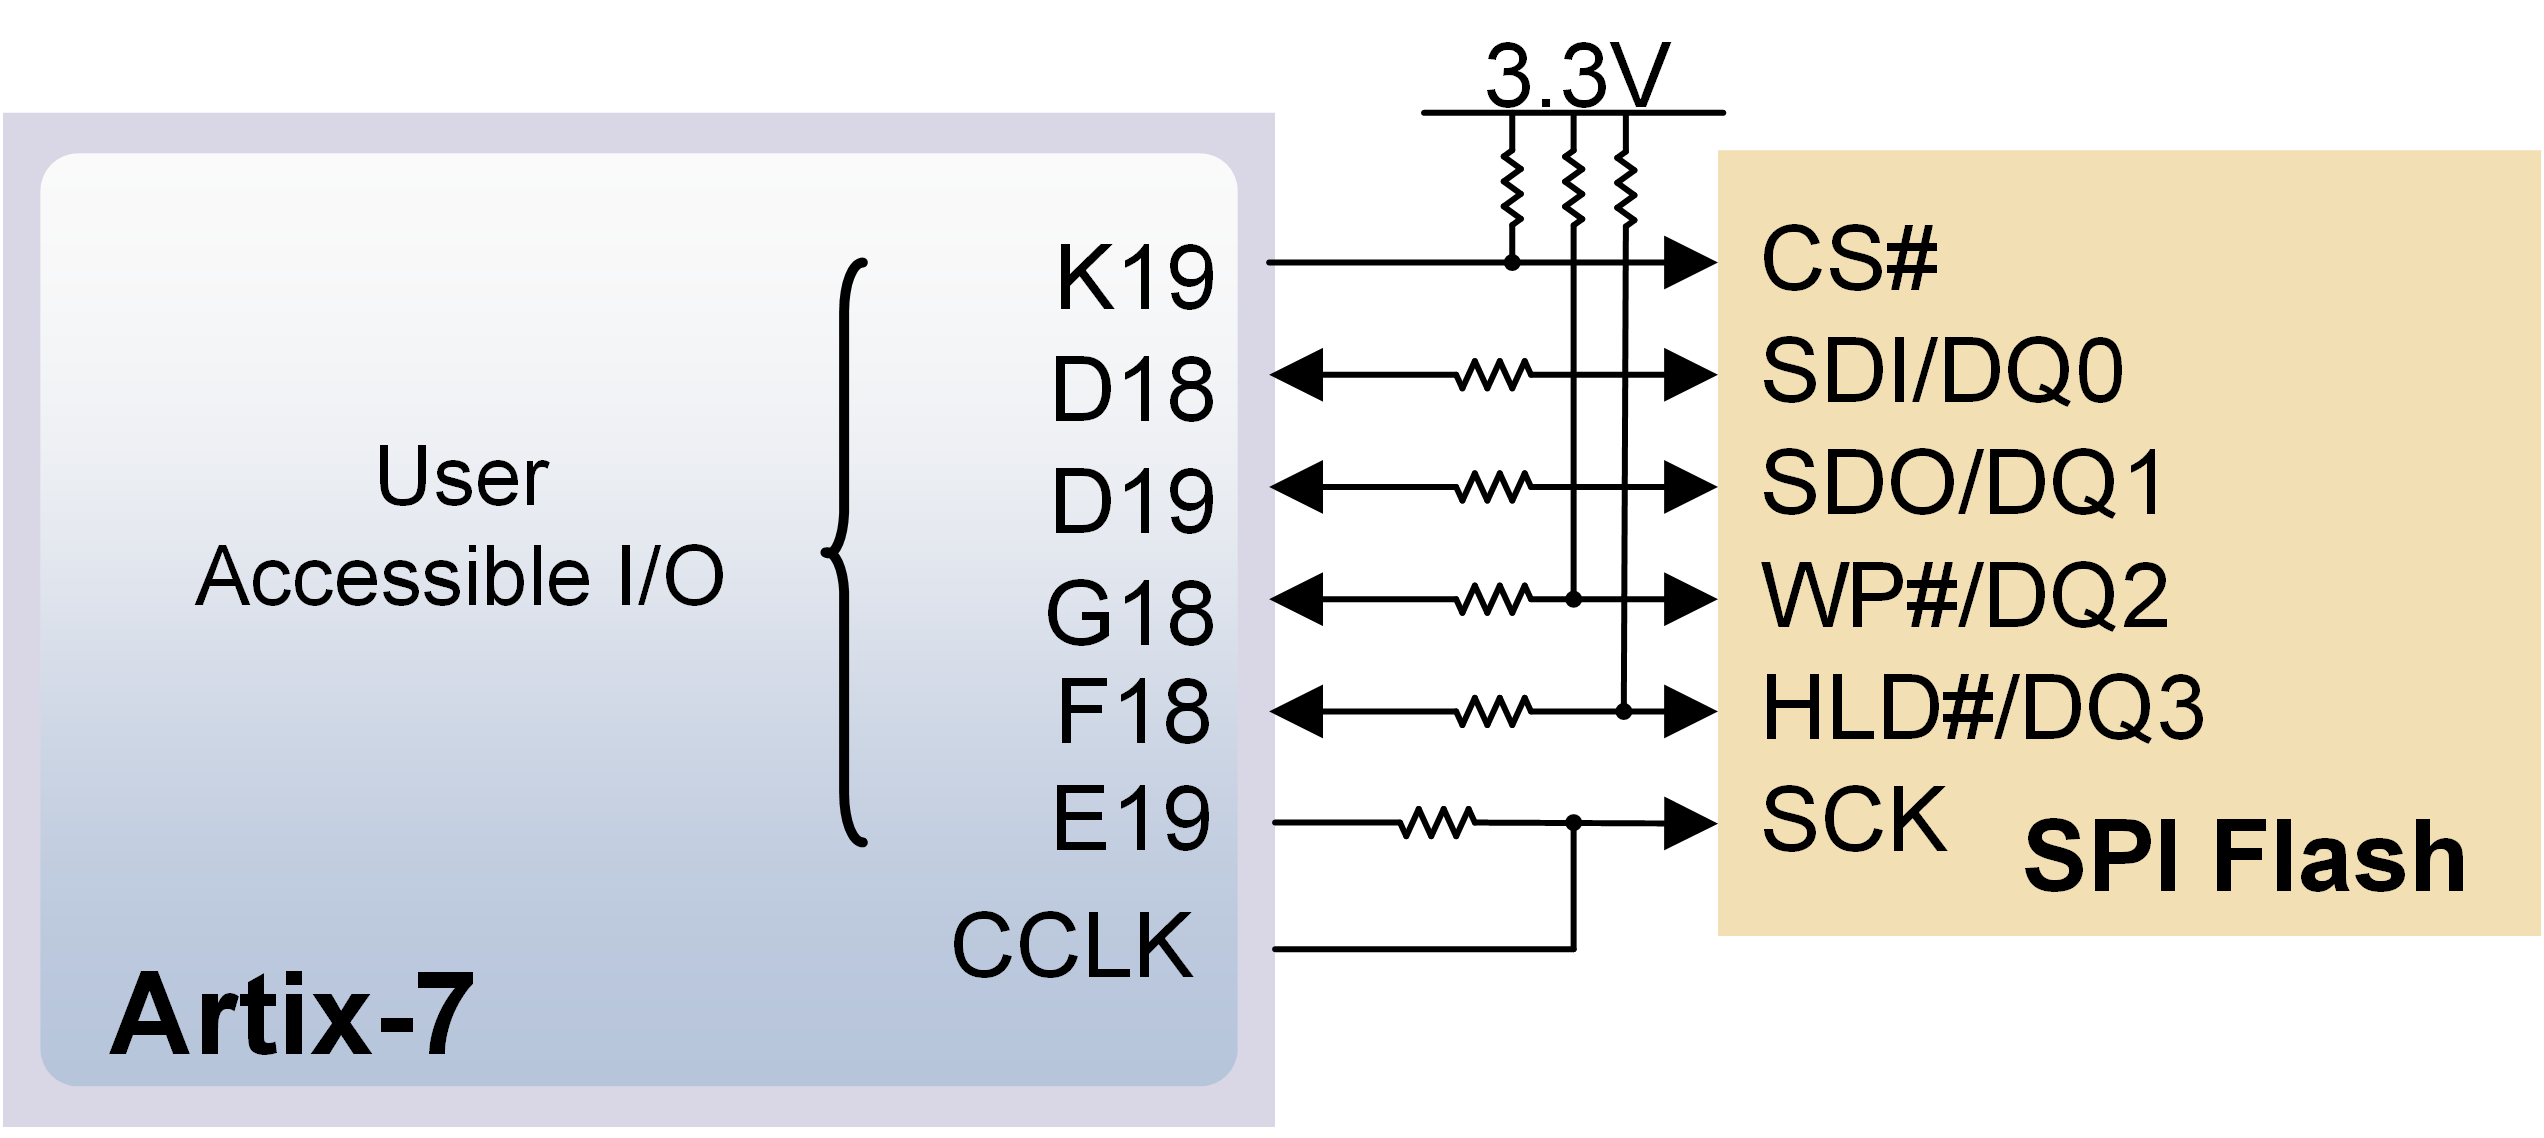 3.3V
K19
D18
D19
G18
F18
E19
CCLK
User
Accessible I/O
Artix-7
CS#
SDI/DQ0
SDO/DQ1
WP#/DQ2
HLD#/DQ3
SCK
SPI Flash